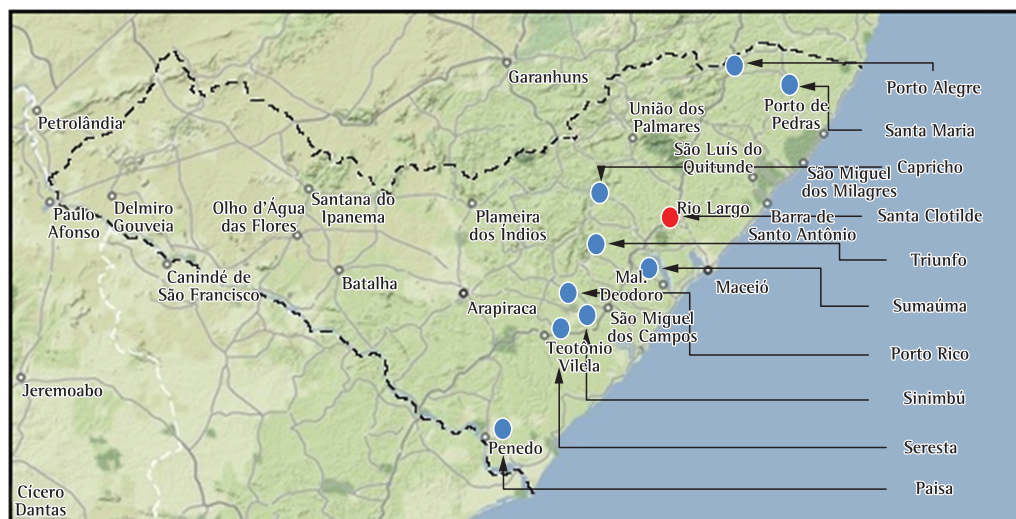 Garanhuns
Porto Alegre
Petrolândia
União dos
Palmares
Porto de
Pedras
Santa Maria
São Luis do
Quitunde
Capricho
São Miguel
dos Milagres
Paulo
Afonso
Delmiro
Gouveia
Olho d'Água
das Flores
Santana do
Ipanema
Plameira
dos Índios
Rio Largo
Barra de
Santo Antônio
Santa Clotilde
Triunfo
Canindé de
São Francisco
Batalha
Mal.
Deodoro
Maceió
Arapiraca
São Miguel
dos Campos
Sumaúma
Teotônio
Vilela
Porto Rico
Jeremoabo
Sinimbú
Penedo
Seresta
Cícero
Dantas
Paisa